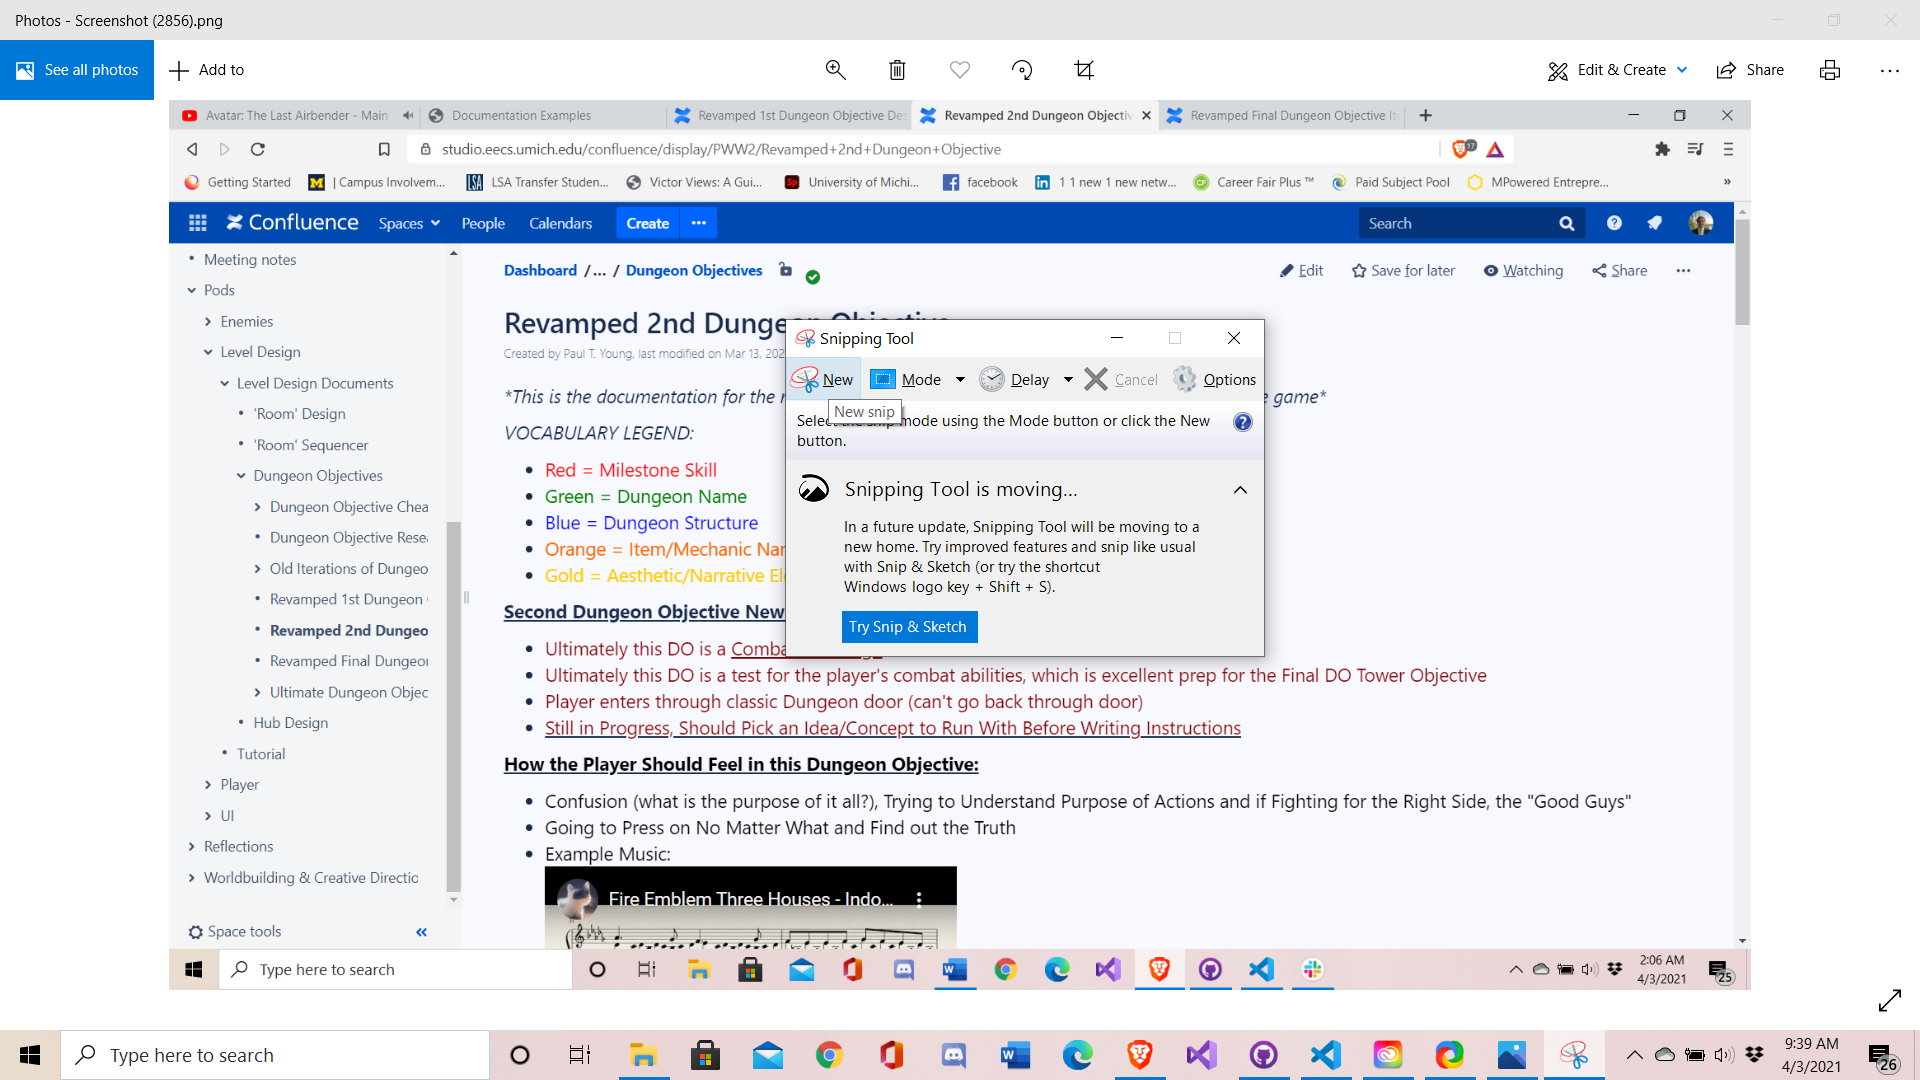 Photos - Screenshot (2856).png
See all photos
Add to
Edit & Create
Share
Avatar: The Last Airbender - Main
Documentation Examples
Revamped 1st Dungeon Objective De
Revamped 2nd Dungeon Objectiv
Revamped Final Dungeon Objective It
studio.eecs.umich.edu/confluence/display/PWW2/Revamped+2nd+Dungeon+Objective
17
Getting Started
| Campus Involvem...
LSA Transfer Studen...
Victor Views: A Gui...
University of Michi...
facebook
1 1 new 1 new netw...
Career Fair Plus ™
Paid Subject Pool
MPowered Entrepre...
»
Confluence
Spaces
People
Calendars
Create
Search
Meeting notes
Pods
Enemies
Level Design
Level Design Documents
'Room' Design
'Room' Sequencer
Dungeon Objectives
Dungeon Objective Chea
Dungeon Objective Rese
Old Iterations of Dungeo
Revamped 1st Dungeon
Revamped 2nd Dungeo
Revamped Final Dungeo
Ultimate Dungeon Objec
Hub Design
Tutorial
Player
UI
Reflections
Worldbuilding & Creative Directio
Space tools
«
Dashboard /... / Dungeon Objectives
Edit
Save for later
Watching
Share
Revamped 2nd Dungeon Objective
Created by Paul T. Young, last modified on Mar 13, 202
*This is the documentation for the
e game*
VOCABULARY LEGEND:
Red = Milestone Skill
Green = Dungeon Name
Blue = Dungeon Structure
Orange = Item/Mechanic Nar
Gold = Aesthetic/Narrative El
Second Dungeon Objective New
Ultimately this DO is a Comba
Ultimately this DO is a test for the player's combat abilities, which is excellent prep for the Final DO Tower Objective
Player enters through classic Dungeon door (can't go back through door)
Still in Progress, Should Pick an Idea/Concept to Run With Before Writing Instructions
How the Player Should Feel in this Dungeon Objective:
Confusion (what is the purpose of it all?), Trying to Understand Purpose of Actions and if Fighting for the Right Side, the "Good Guys"
Going to Press on No Matter What and Find out the Truth
Example Music:
Fire Emblem Three Houses - Indo...
Snipping Tool
New
Mode
Delay
Cancel
Options
New snip
Select the snip mode using the Mode button or click the New
button.
Snipping Tool is moving...
In a future update, Snipping Tool will be moving to a
new home. Try improved features and snip like usual
with Snip & Sketch (or try the shortcut
Windows logo key + Shift + S).
Try Snip & Sketch
Type here to search
2:06 AM
4/3/2021
25
Type here to search
9:39 AM
4/3/2021
26